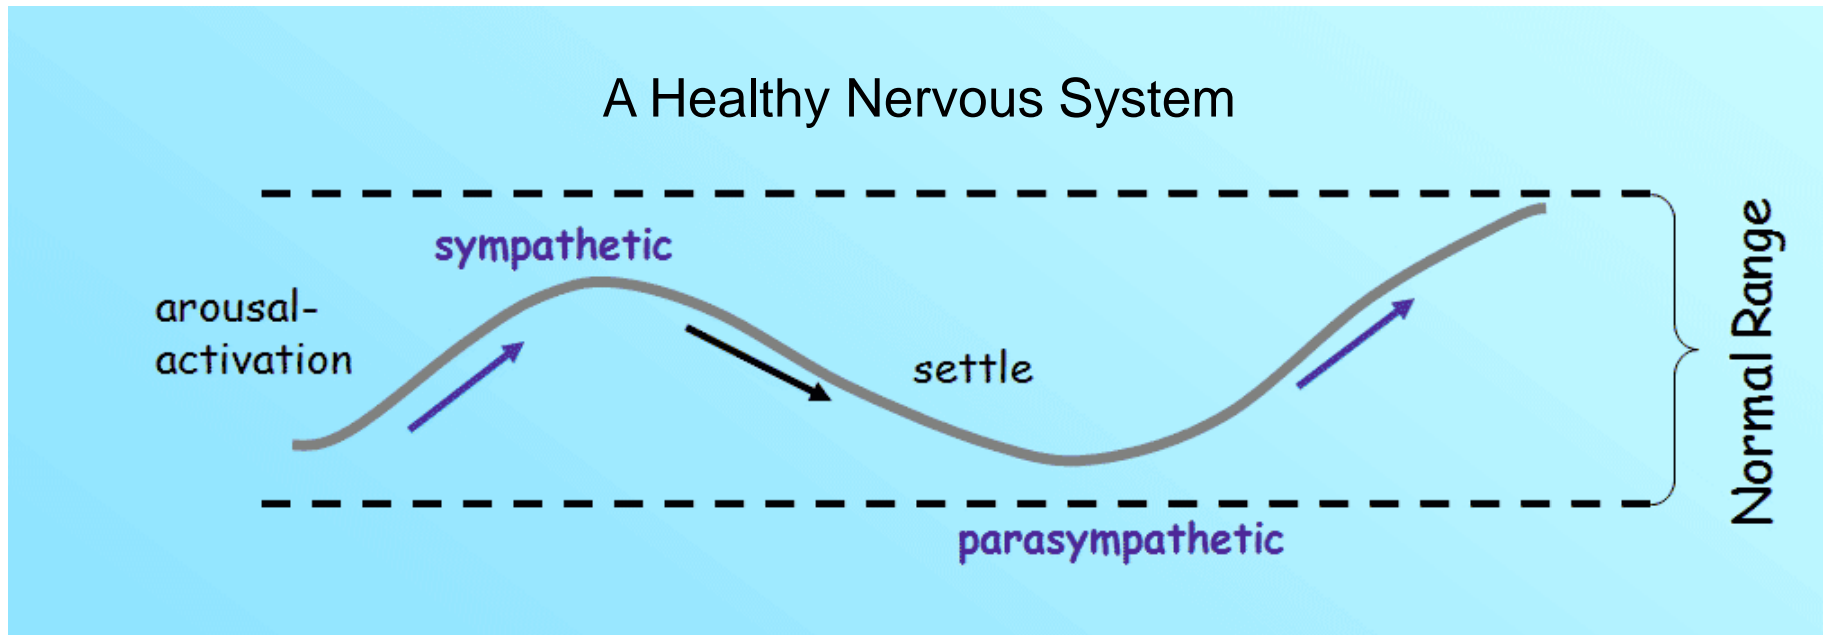 A Healthy Nervous System
sympathetic
arousal-
activation
settle
parasympathetic
Normal Range